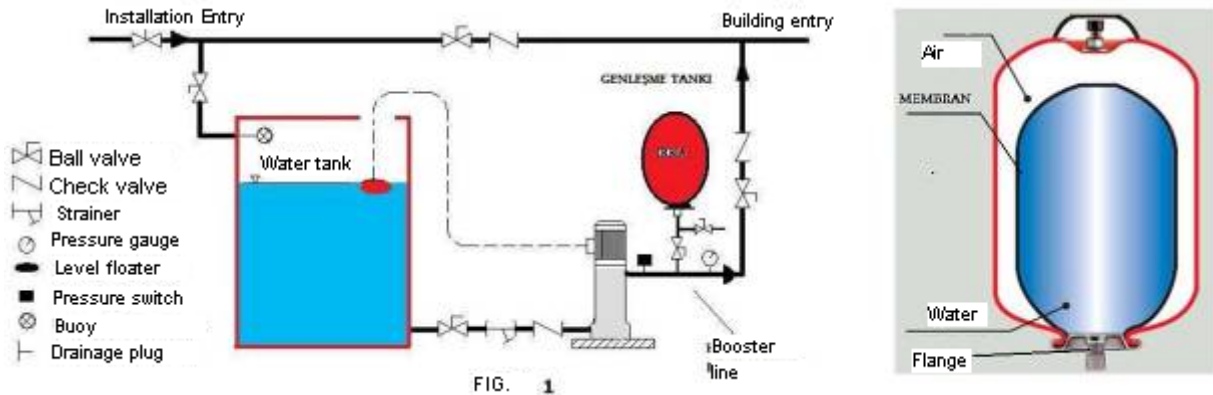 Installation Entry
Building entry
GENLEŞME TANKI
Water tank
Ball valve
Check valve
Strainer
Pressure gauge
Level floater
Pressure switch
Buoy
Drainage plug
Booster
line
FIG. 1
Air
MEMBRAN
Water
Flange